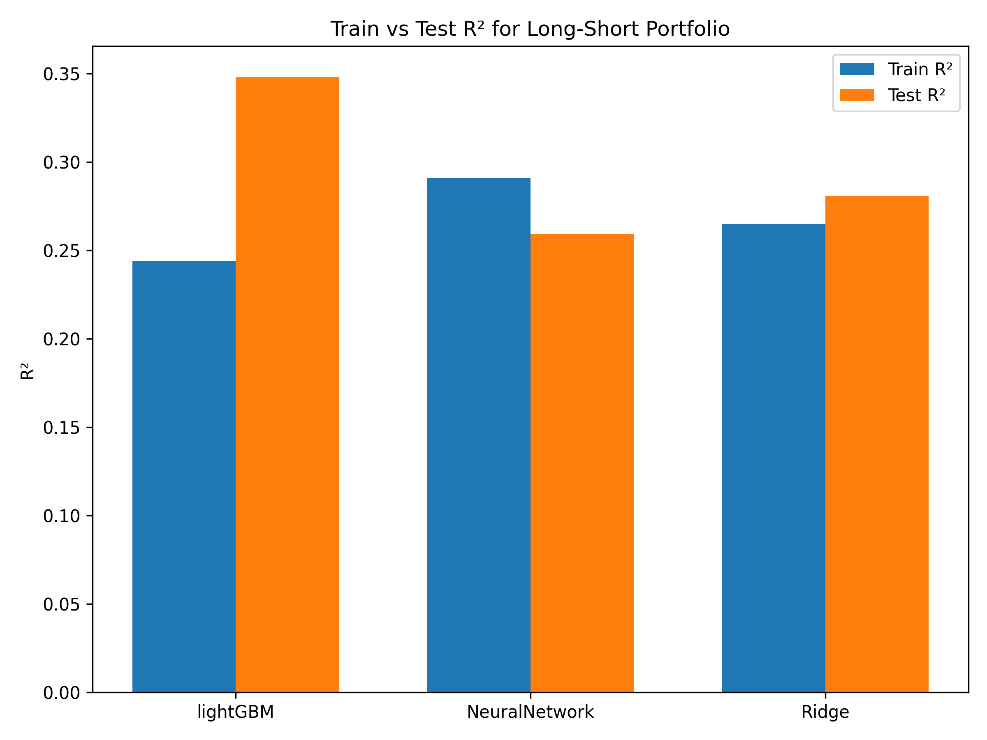 Train vs Test R² for Long-Short Portfolio
Train R²
Test R²
R²
0.35
0.30
0.25
0.20
0.15
0.10
0.05
0.00
lightGBM
NeuralNetwork
Ridge